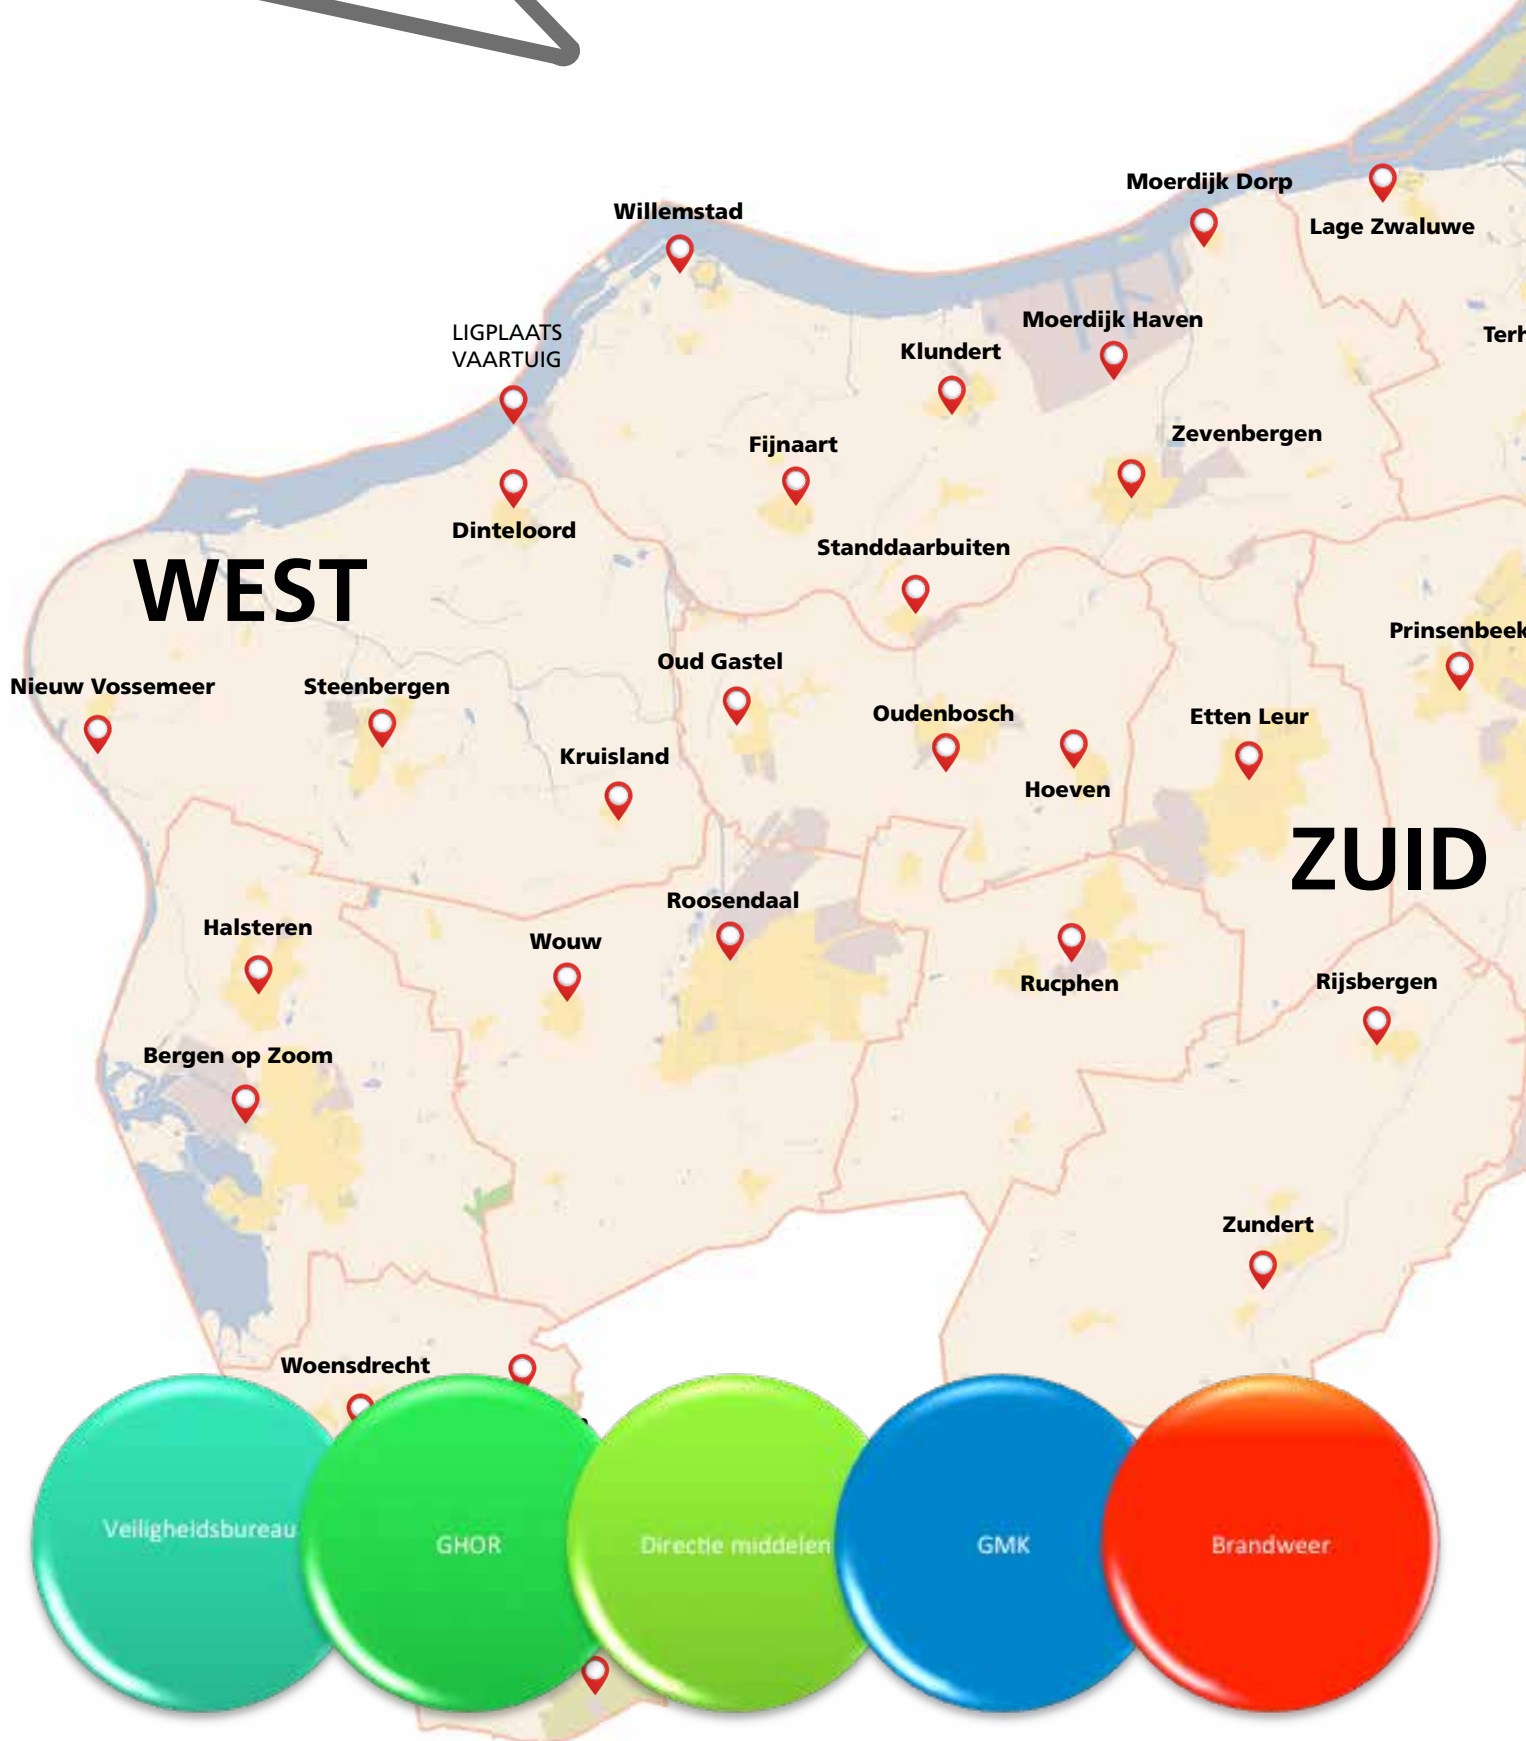 Moerdijk Dorp
Willemstad
Lage Zwaluwe
Moerdijk Haven
LIGPLAATS
VAARTUIG
Klundert
Zevenbergen
Fijnaart
Dinteloord
Standdaarbuiten
WEST
Prinsenbeek
Oud Gastel
Nieuw Vossemeer
Steenbergen
Oudenbosch
Etten Leur
Kruisland
Hoeven
ZUID
Roosendaal
Halsteren
Wouw
Rucphen
Rijsbergen
Bergen op Zoom
Zundert
Woensdrecht
Veiligheidsbureau
GHOR
Directie middelen
GMK
Brandweer